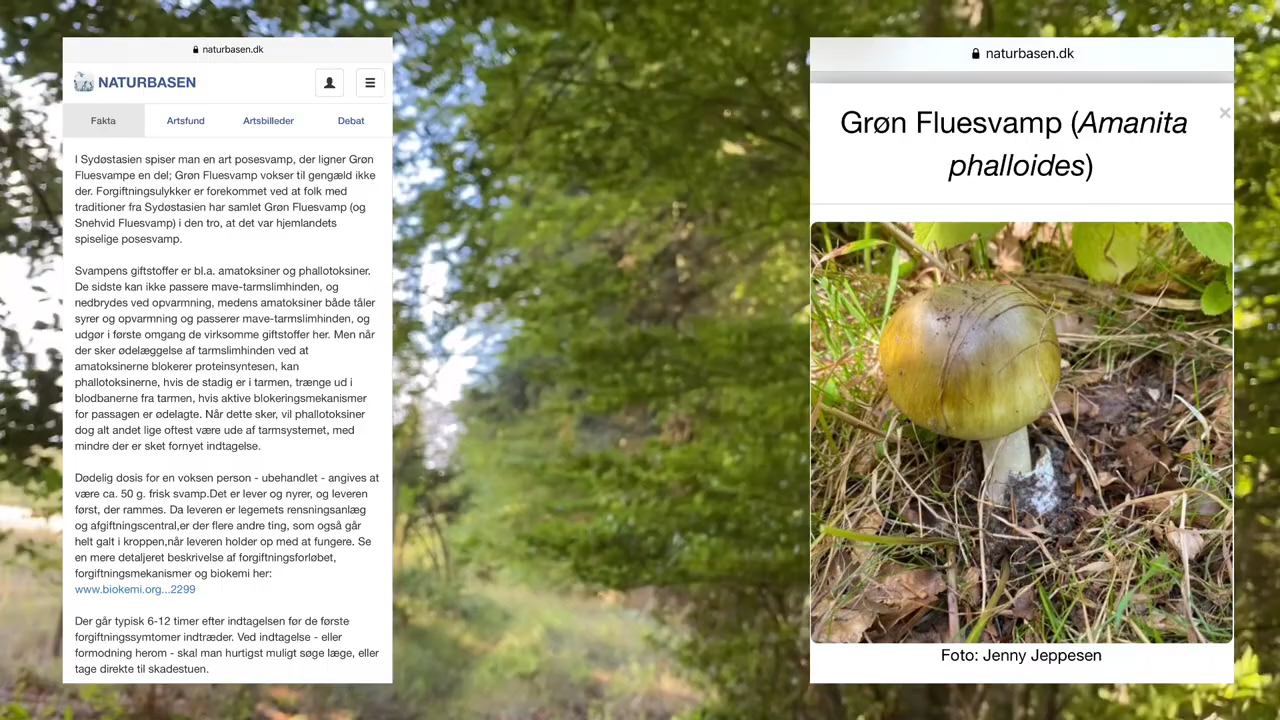 naturbasen.dk
NATURBASEN
Fakta Artsfund Artsbilleder Debat
I Sydøstasien spiser man en art posesvamp, der ligner Grøn
Fluesvampe en del; Grøn Fluesvamp vokser til gengæld ikke
der. Forgiftningsulykker er forekommet ved at folk med
traditioner fra Sydøstasien har samlet Grøn Fluesvamp (og
Snehvid Fluesvamp) i den tro, at det var hjemlandets
spiselige posesvamp.
Svampens giftstoffer er bl.a. amatoksiner og phallotoksiner.
De sidste kan ikke passere mave-tarmslimhinden, og
nedbrydes ved opvarmning, medens amatoksiner både tåler
syrer og opvarmning og passerer mave-tarmslimhinden, og
udgør i første omgang de virksomme giftstoffer her. Men når
der sker ødelæggelse af tarmslimhinden ved at
amatoksinerne blokerer proteinsyntesen, kan
phallotoksinerne, hvis de stadig er i tarmen, trænge ud i
blodbanerne fra tarmen, hvis aktive blokeringsmekanismer
for passagen er ødelagte. Når dette sker, vil phallotoksiner
dog alt andet lige oftest være ude af tarmsystemet, med
mindre der er sket fornyet indtagelse.
Dødelig dosis for en voksen person - ubehandlet - angives at
være ca. 50 g. frisk svamp.Det er lever og nyrer, og leveren
først, der rammes. Da leveren er legemets rensningsanlæg
og afgiftningscentral,er der flere andre ting, som også går
helt galt i kroppen,når leveren holder op med at fungere. Se
en mere detaljeret beskrivelse af forgiftningsforløbet,
forgiftningsmekanismer og biokemi her:
www.biokemi.org...2299
Der går typisk 6-12 timer efter indtagelsen før de første
forgiftningssymtomer indtræder. Ved indtagelse - eller
formodning herom - skal man hurtigst muligt søge læge, eller
tage direkte til skadestuen.
naturbasen.dk
Grøn Fluesvamp (Amanita
phalloides)
Foto: Jenny Jeppesen